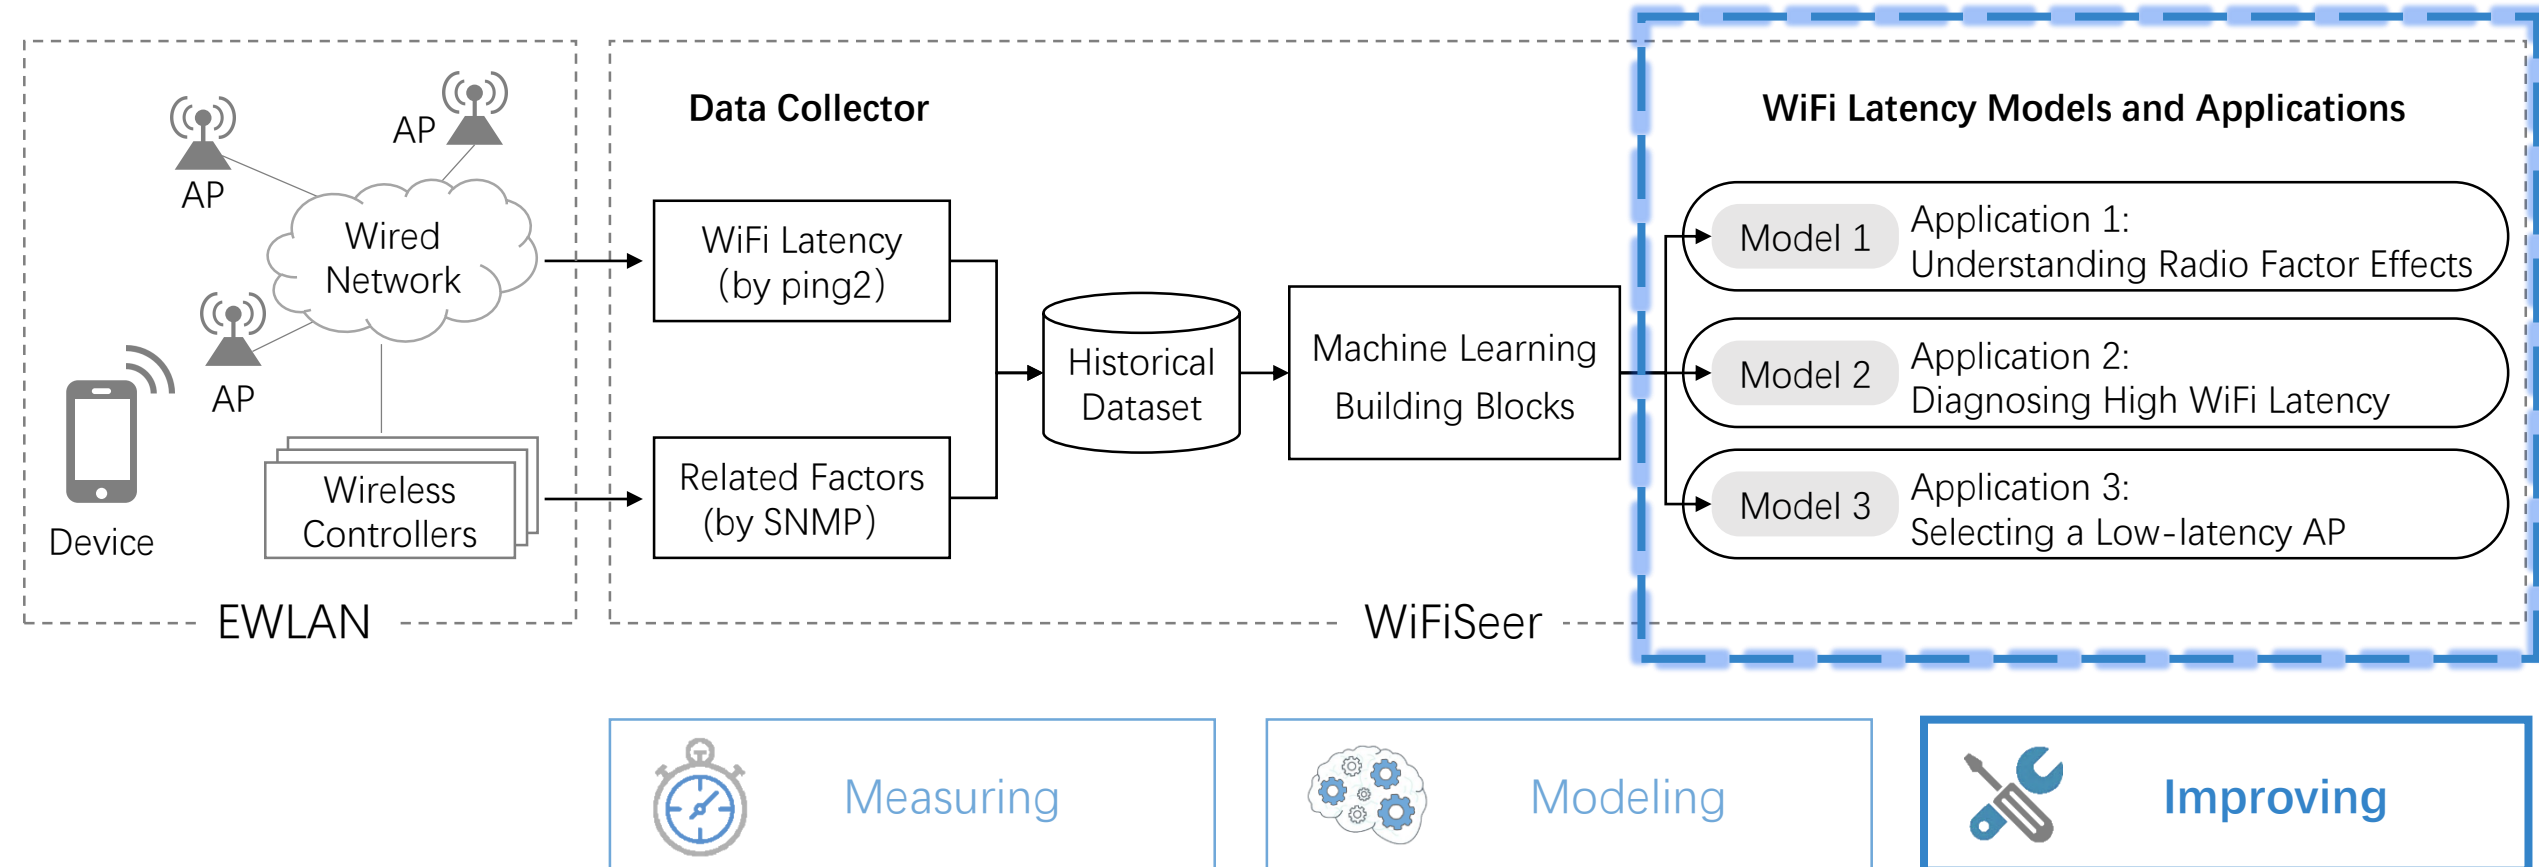 AP
AP
Wired
Network
AP
Device
Wireless
Controllers
EWLAN
Data Collector
WiFi Latency
(by ping2)
Related Factors
(by SNMP)
Historical
Dataset
Machine Learning
Building Blocks
WiFi Latency Models and Applications
Model 1
Application 1:
Understanding Radio Factor Effects
Model 2
Application 2:
Diagnosing High WiFi Latency
Model 3
Application 3:
Selecting a Low-latency AP
WiFiSeer
Measuring
Modeling
Improving